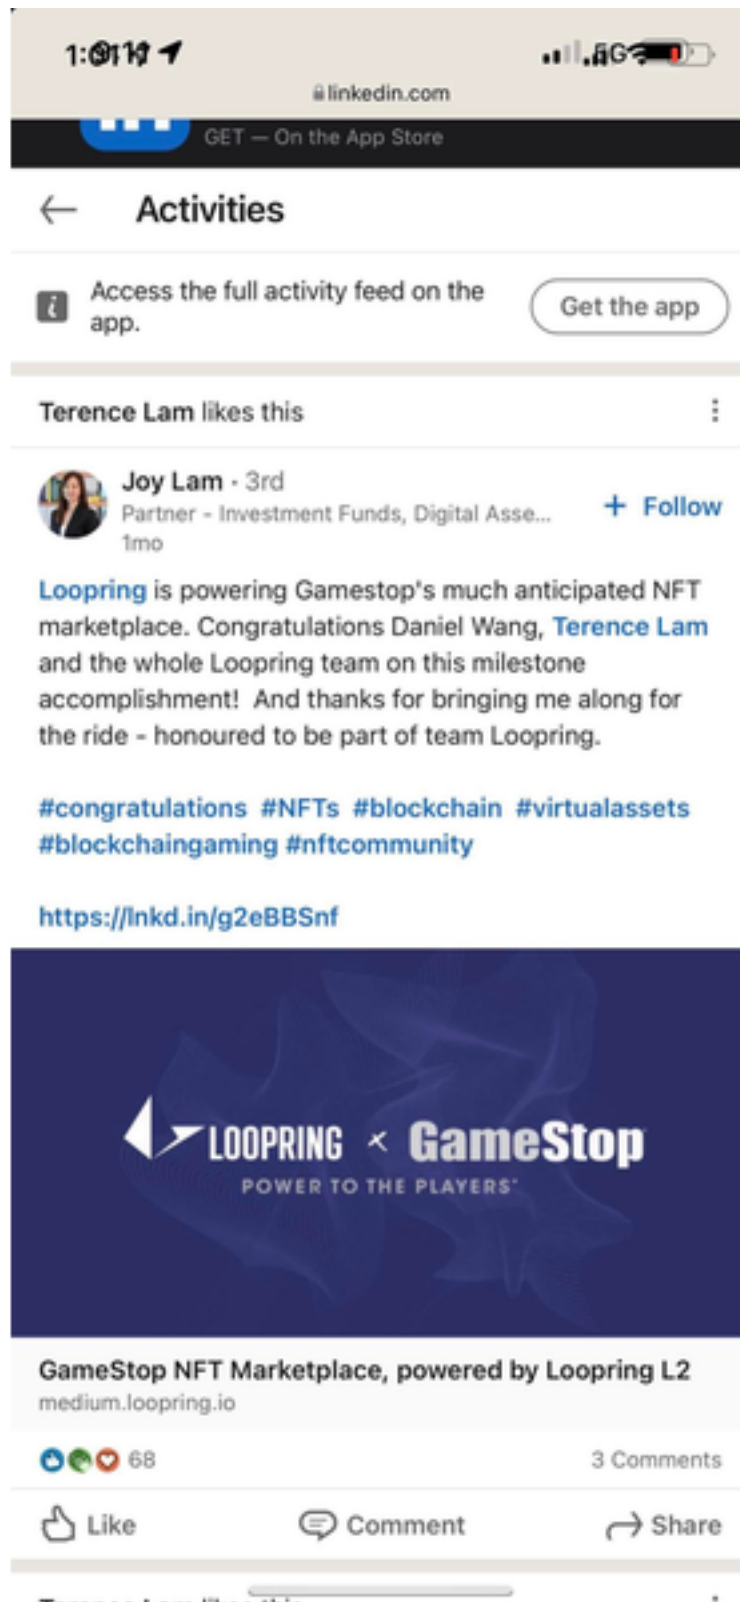 linkedin.com
GET — On the App Store
Activities
Access the full activity feed on the
app.
Get the app
Terence Lam likes this
Joy Lam · 3rd
Partner - Investment Funds, Digital Asse...
1mo
+ Follow
Loopring is powering Gamestop's much anticipated NFT
marketplace. Congratulations Daniel Wang, Terence Lam
and the whole Loopring team on this milestone
accomplishment! And thanks for bringing me along for
the ride - honoured to be part of team Loopring.
#congratulations #NFTs #blockchain #virtualassets
#blockchaingaming #nftcommunity
https://lnkd.in/g2eBBSnf
LOOPRING x GameStop
POWER TO THE PLAYERS
GameStop NFT Marketplace, powered by Loopring L2
medium.loopring.io
68
3 Comments
Like
Comment
Share